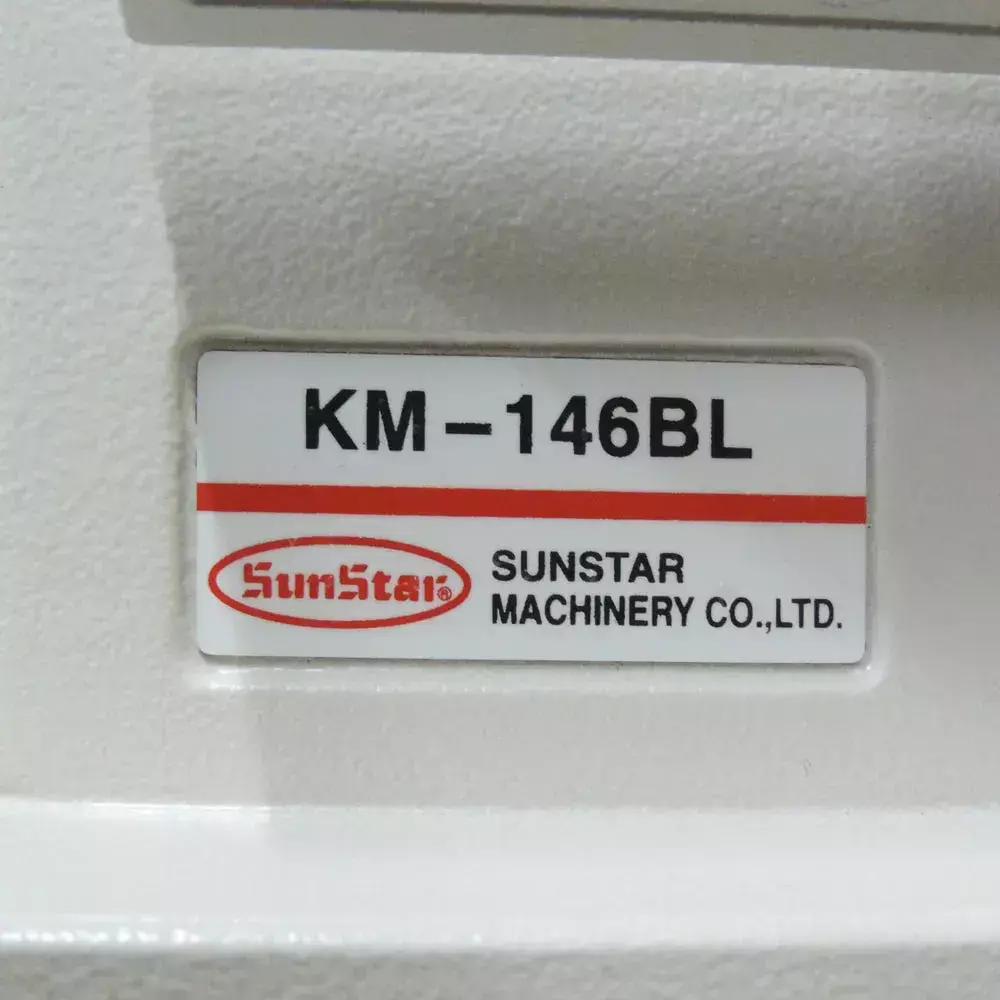 KM-146BL
SunStar®
SUNSTAR
MACHINERY CO.,LTD.